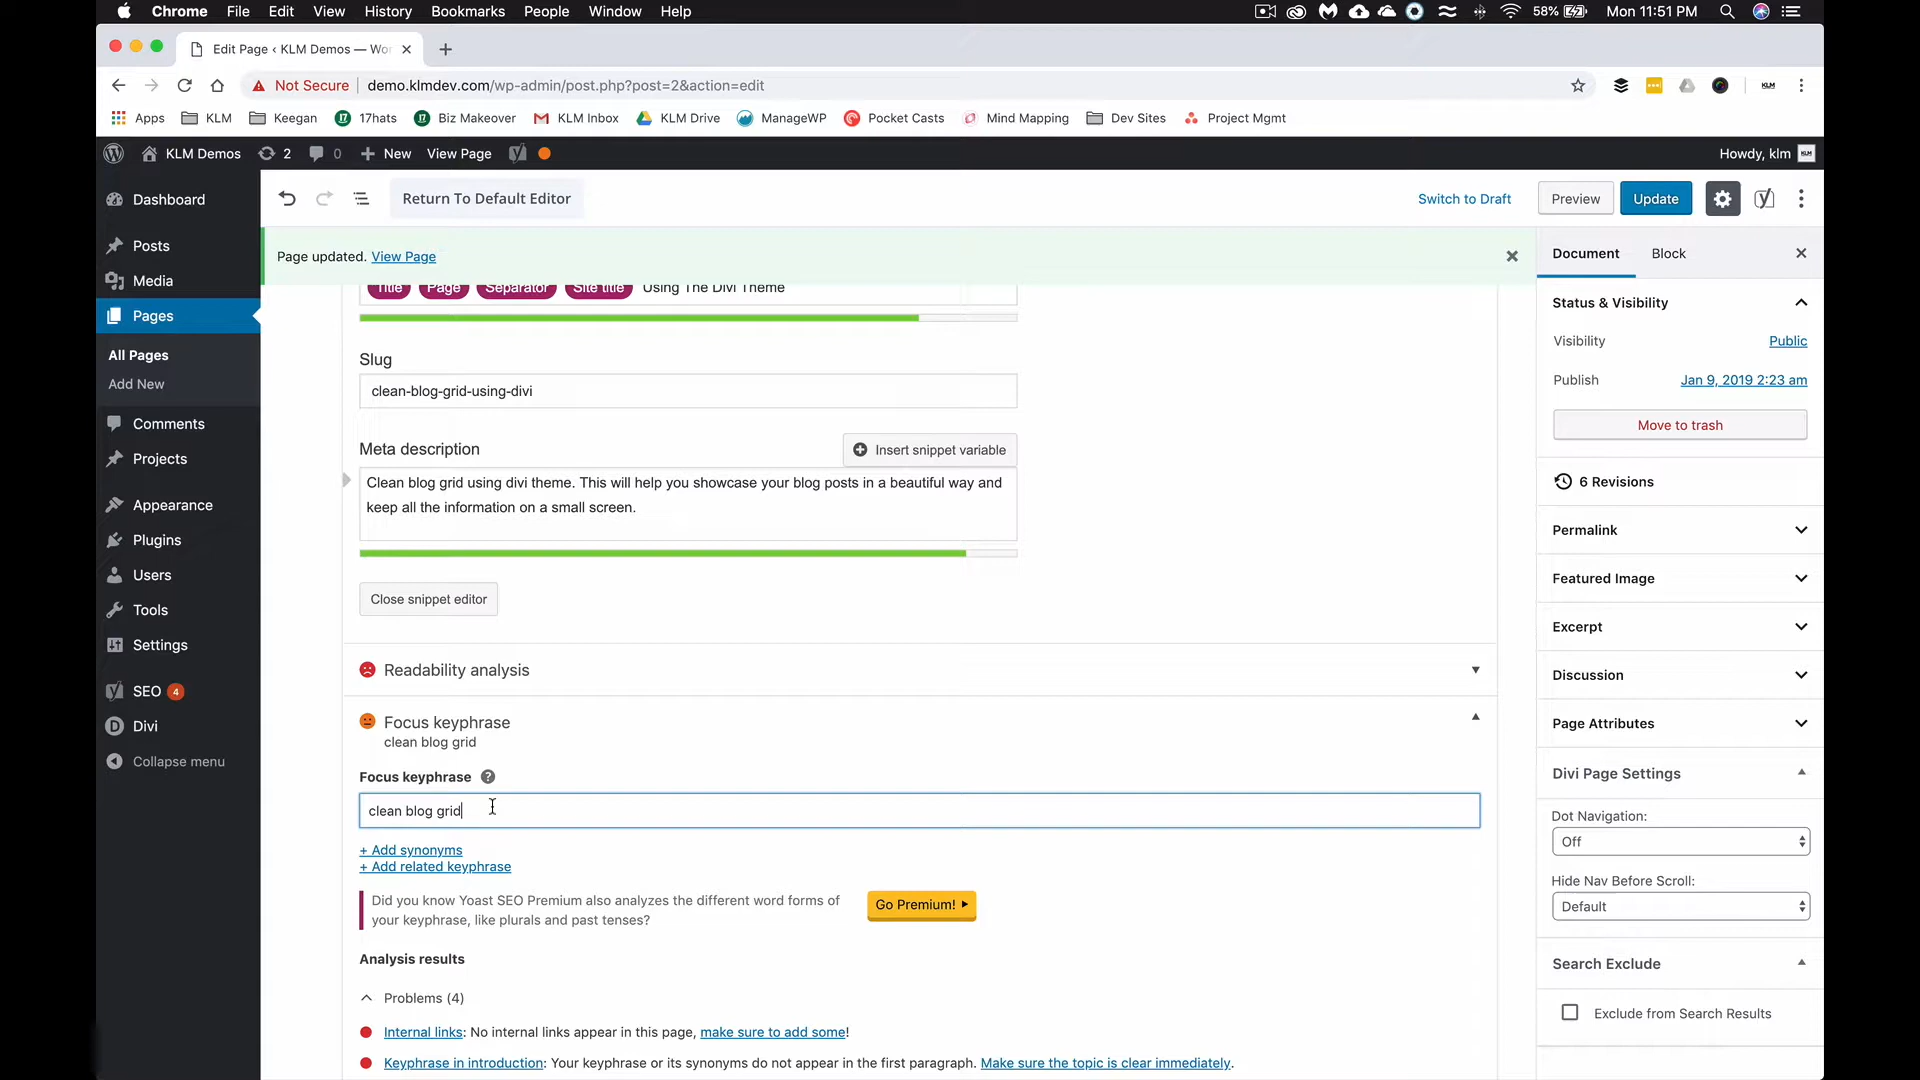 Chrome File Edit View History Bookmarks People Window Help 58% Mon 11:51 PM
Edit Page ‹ KLM Demos — Wor
Not Secure demo.klmdev.com/wp-admin/post.php?post=2&action=edit KLM
Apps KLM Keegan 17hats Biz Makeover KLM Inbox KLM Drive ManageWP Pocket Casts Mind Mapping Dev Sites Project Mgmt
KLM Demos 2 0 New View Page Howdy, klm KLM
Dashboard
Posts
Media
Pages
All Pages
Add New
Comments
Projects
Appearance
Plugins
Users
Tools
Settings
SEO 4
Divi
Collapse menu
Return To Default Editor Switch to Draft Preview Update
Page updated. View Page
Title Page Separator Site title Using The Divi Theme
Slug
clean-blog-grid-using-divi
Meta description Insert snippet variable
Clean blog grid using divi theme. This will help you showcase your blog posts in a beautiful way and
keep all the information on a small screen.
Close snippet editor
Readability analysis
Focus keyphrase
clean blog grid
Focus keyphrase ?
clean blog grid
+ Add synonyms
+ Add related keyphrase
Did you know Yoast SEO Premium also analyzes the different word forms of
your keyphrase, like plurals and past tenses?
Go Premium!
Analysis results
Problems (4)
Internal links: No internal links appear in this page, make sure to add some!
Keyphrase in introduction: Your keyphrase or its synonyms do not appear in the first paragraph. Make sure the topic is clear immediately.
Document Block
Status & Visibility
Visibility Public
Publish Jan 9, 2019 2:23 am
Move to trash
6 Revisions
Permalink
Featured Image
Excerpt
Discussion
Page Attributes
Divi Page Settings
Dot Navigation:
Off
Hide Nav Before Scroll:
Default
Search Exclude
Exclude from Search Results